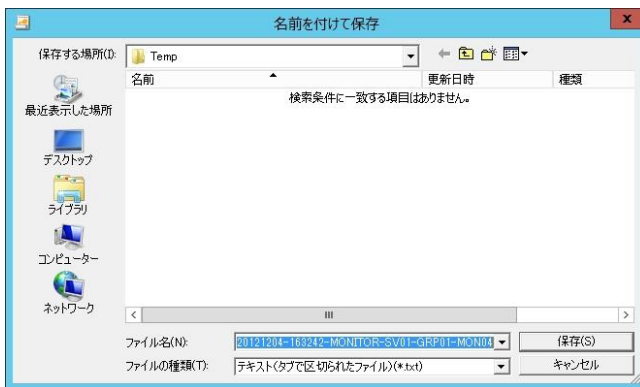 名前を付けて保存
x
保存する場所(I):
Temp
名前
更新日時
種類
検索条件に一致する項目はありません。
最近表示した場所
デスクトップ
ライブラリ
コンピューター
ネットワーク
ファイル名(N):
20121204-163242-MONITOR-SV01-GRP01-MON04
保存(S)
ファイルの種類(T):
テキスト(タブで区切られたファイル)(*.txt)
キャンセル